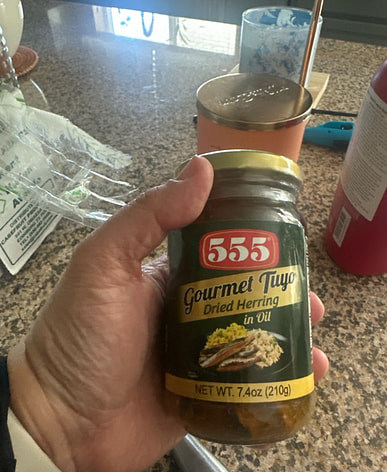 555
Gourmet Tuyo
Dried Herring
in Oil
NET WT. 7.4oz (210g)